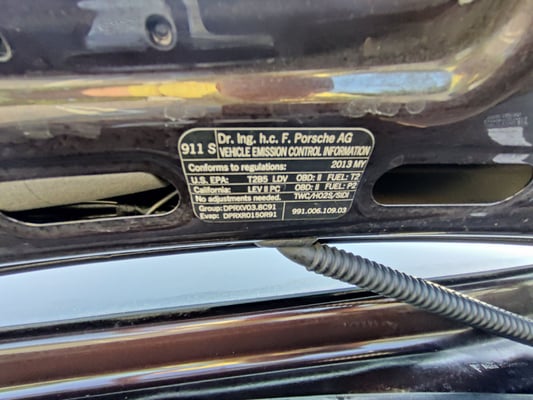 911 S Dr. Ing. h.c. F. Porsche AG
VEHICLE EMISSION CONTROL INFORMATION
Conforms to regulations: 2013 MY
U.S. EPA: T2B5 LDV OBD: II FUEL: T2
California: LEV II PC OBD: II FUEL: P2
No adjustments needed. TWC/HO2S/SIDI
Group: DPRXV03.8C91
Evap: DPRXR0150R91 991.006.109.03